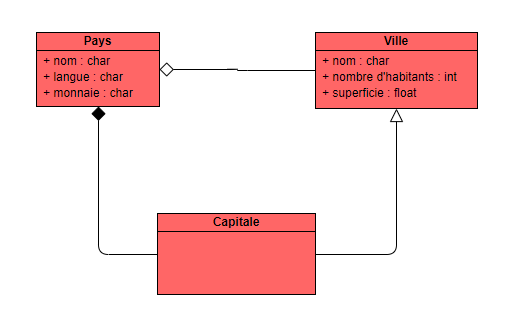 Pays
+ nom : char
+ langue : char
+ monnaie : char
Ville
+ nom : char
+ nombre d'habitants : int
+ superficie : float
Capitale